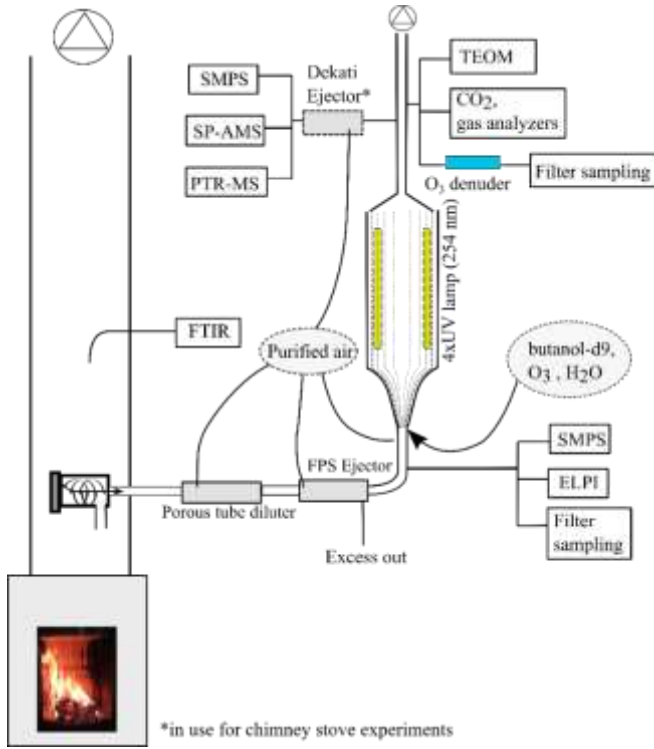 SMPS
SP-AMS
PTR-MS
Dekati
Ejector*
TEOM
CO₂,
gas analyzers
O₃ denuder
Filter sampling
4xUV lamp (254 nm)
FTIR
Purified air
butanol-d9,
O₃ , H₂O
FPS Ejector
Porous tube diluter
Excess out
SMPS
ELPI
Filter
sampling
*in use for chimney stove experiments